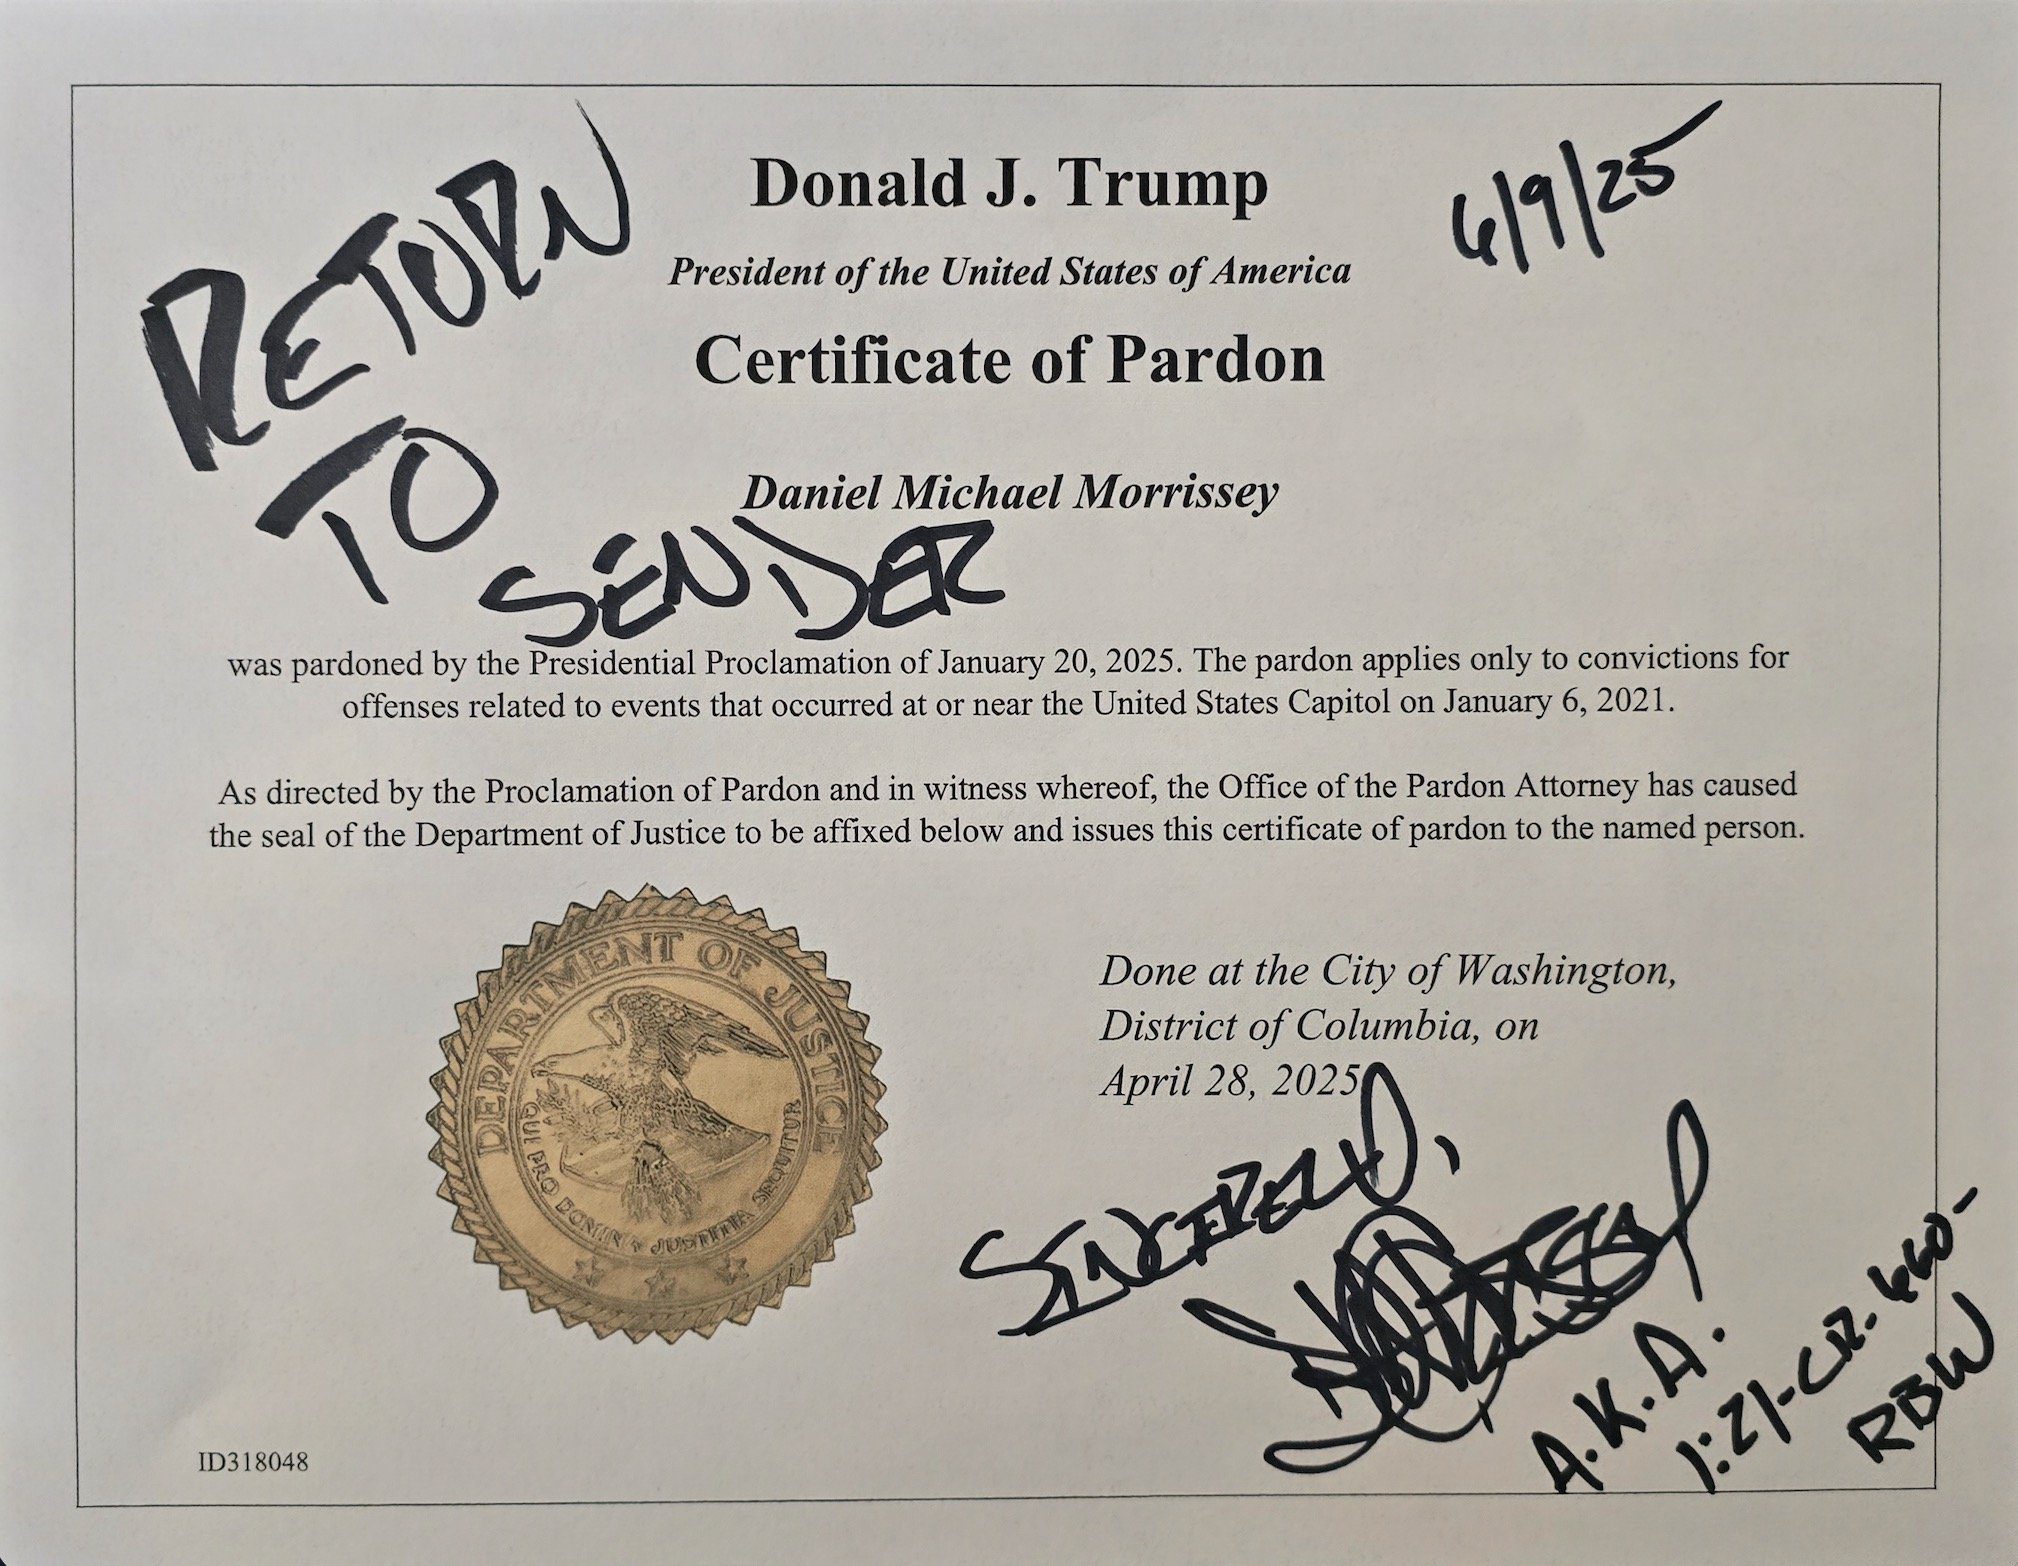 RETURN
TO
SENDER
6/9/25
Donald J. Trump
President of the United States of America
Certificate of Pardon
Daniel Michael Morrissey
was pardoned by the Presidential Proclamation of January 20, 2025. The pardon applies only to convictions for
offenses related to events that occurred at or near the United States Capitol on January 6, 2021.
As directed by the Proclamation of Pardon and in witness whereof, the Office of the Pardon Attorney has caused
the seal of the Department of Justice to be affixed below and issues this certificate of pardon to the named person.
DEPARTMENT OF JUSTICE
QUI PRO DOMINA JUSTITIA SEQUITUR
Done at the City of Washington,
District of Columbia, on
April 28, 2025
SINCERELY,
A.K.A.
1:21-CR-660-
RBW
ID318048